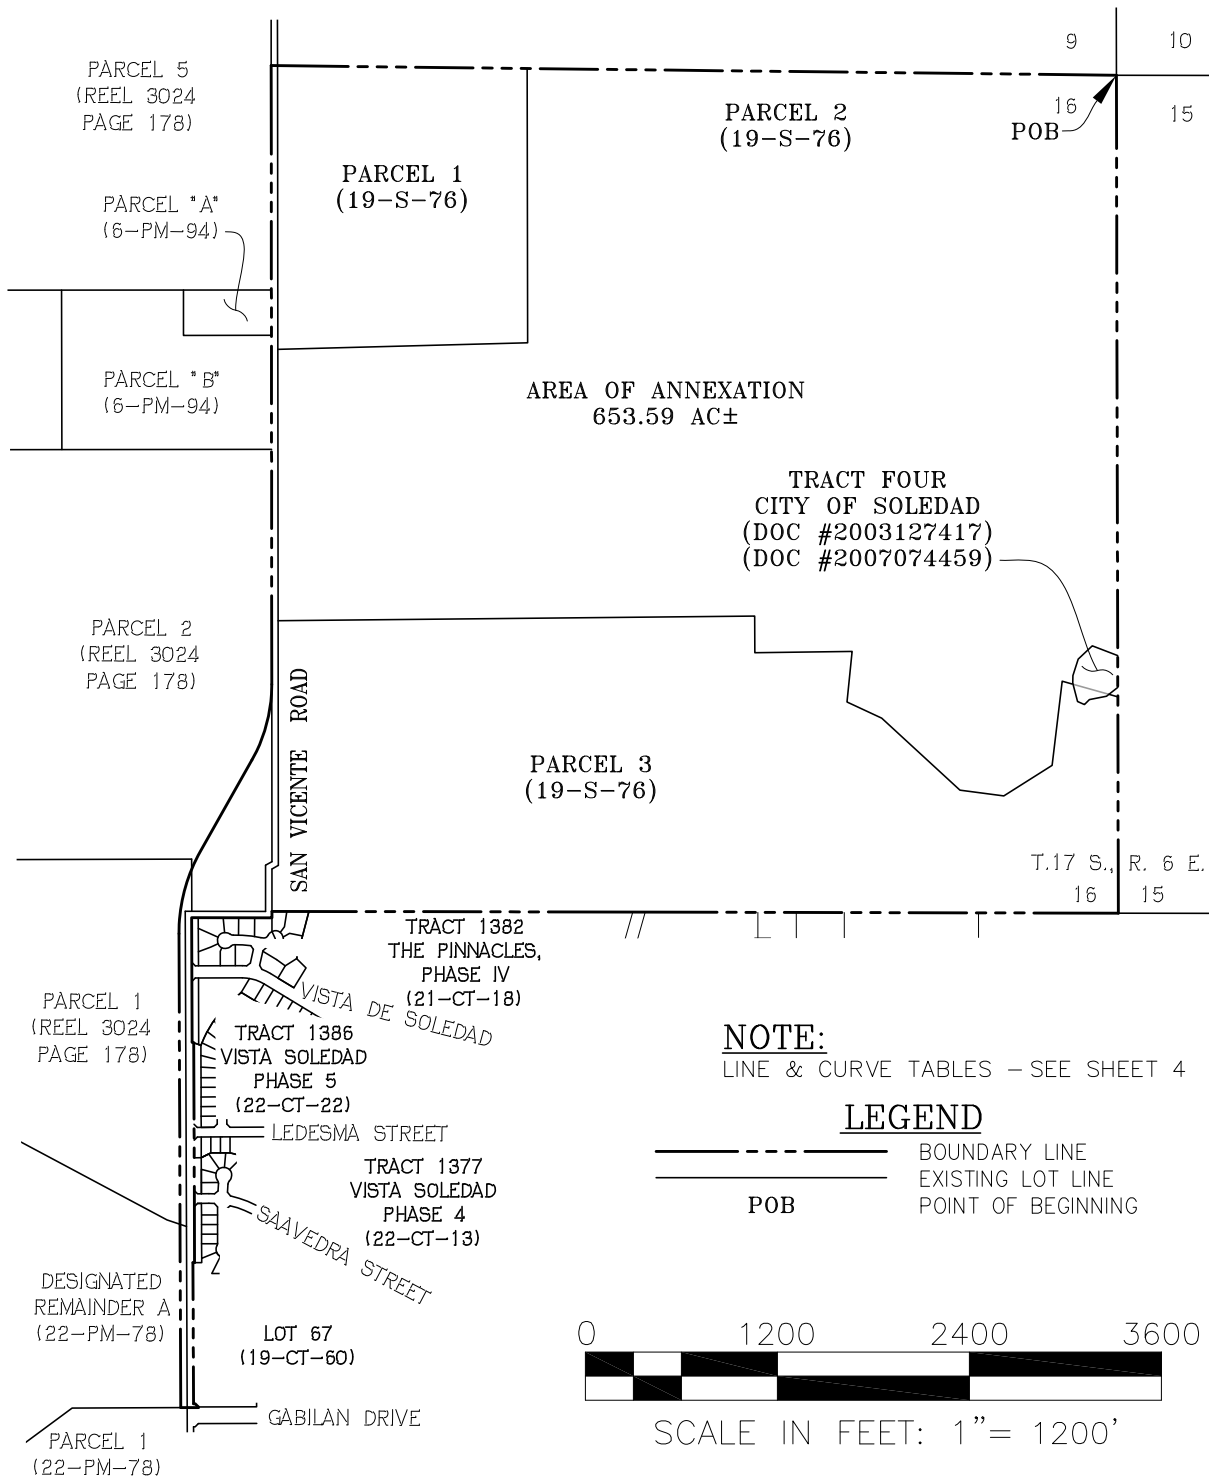 9
10
PARCEL 5
(REEL 3024
PAGE 178)
PARCEL 2
(19-S-76)
16
15
POB
PARCEL 1
(19-S-76)
PARCEL "A"
(6-PM-94)
PARCEL "B"
(6-PM-94)
AREA OF ANNEXATION
653.59 AC±
TRACT FOUR
CITY OF SOLEDAD
(DOC #2003127417)
(DOC #2007074459)
PARCEL 2
(REEL 3024
PAGE 178)
SAN VICENTE ROAD
PARCEL 3
(19-S-76)
T.17 S., R. 6 E.
16
15
TRACT 1382
THE PINNACLES,
PHASE IV
(21-CT-18)
VISTA DE SOLEDAD
PARCEL 1
(REEL 3024
PAGE 178)
TRACT 1386
VISTA SOLEDAD
PHASE 5
(22-CT-22)
NOTE:
LINE & CURVE TABLES - SEE SHEET 4
LEGEND
BOUNDARY LINE
EXISTING LOT LINE
POB POINT OF BEGINNING
LEDESMA STREET
TRACT 1377
VISTA SOLEDAD
PHASE 4
(22-CT-13)
SAAVEDRA STREET
DESIGNATED
REMAINDER A
(22-PM-78)
LOT 67
(19-CT-60)
0 1200 2400 3600
SCALE IN FEET: 1"= 1200'
GABILAN DRIVE
PARCEL 1
(22-PM-78)